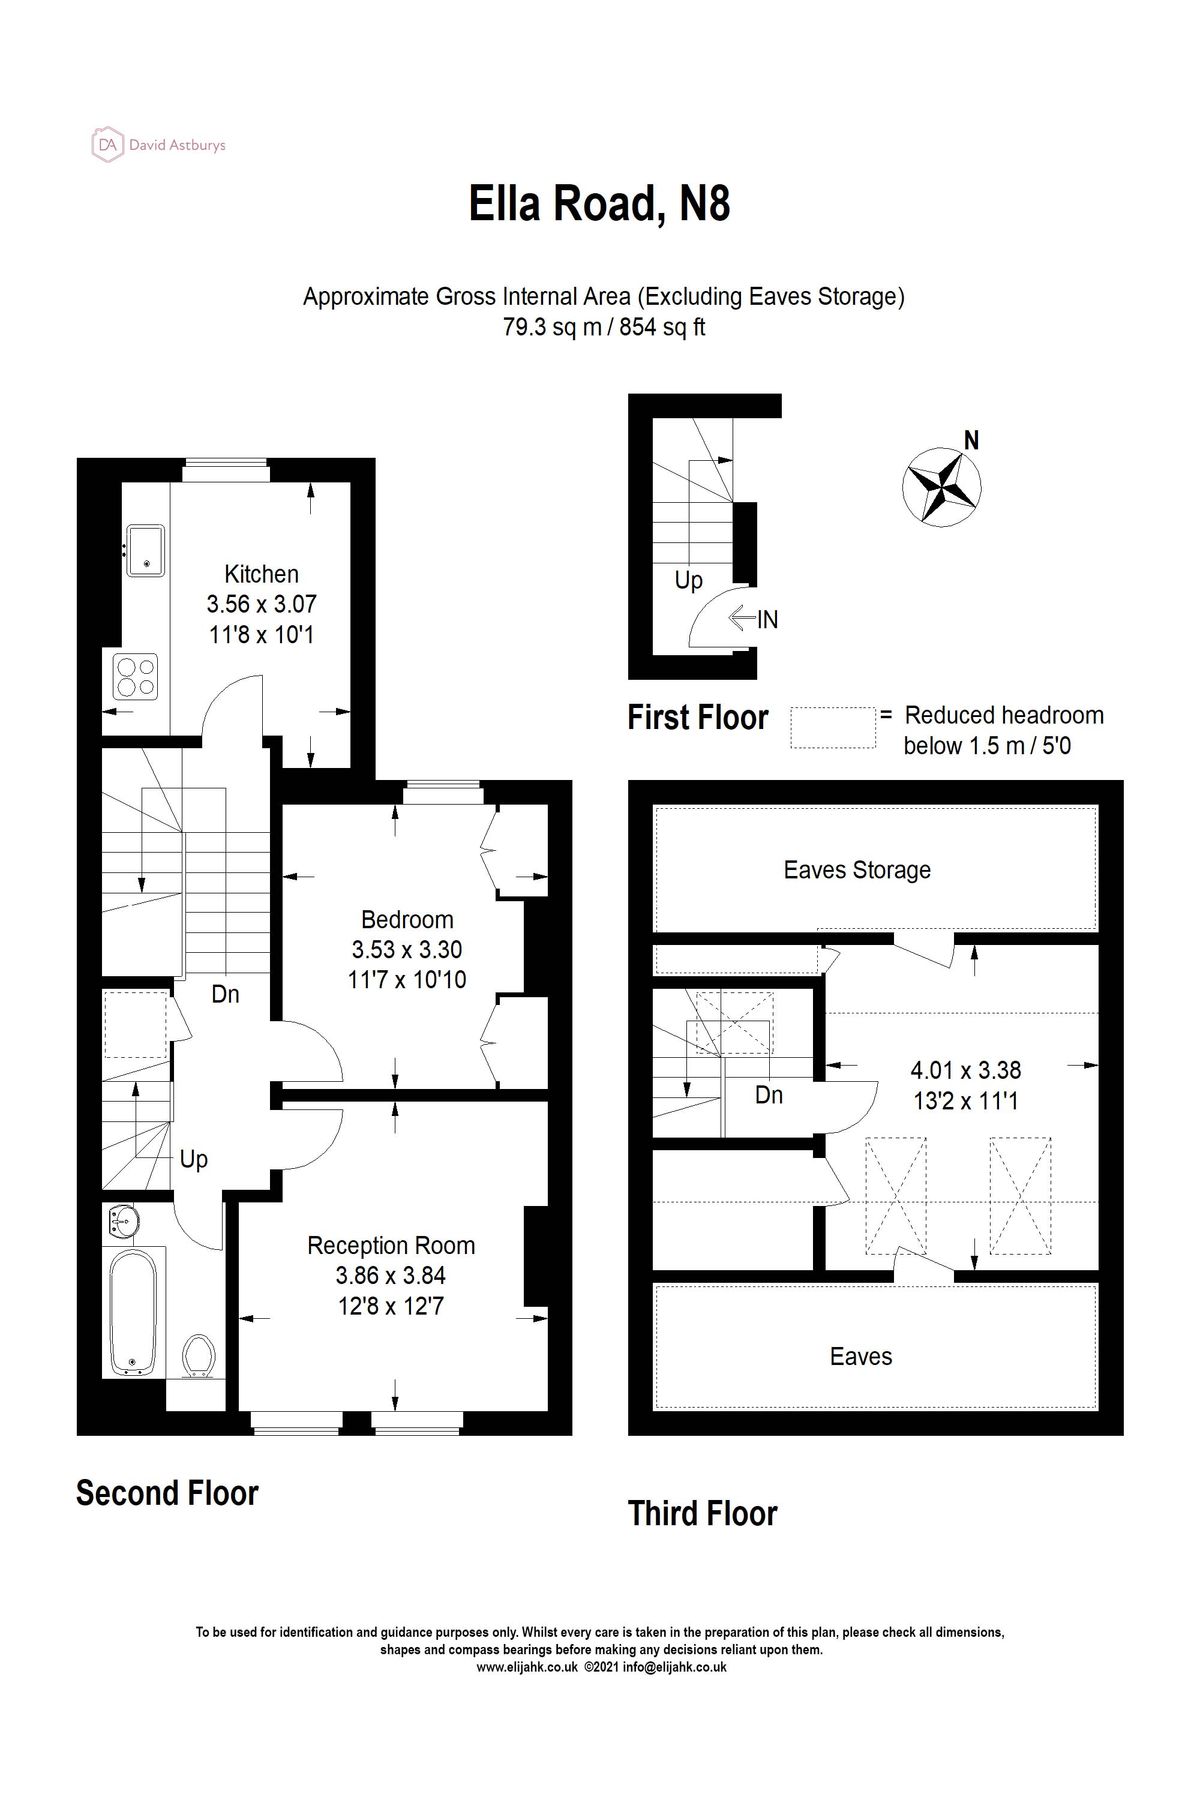 DA David Astburys
Ella Road, N8
Approximate Gross Internal Area (Excluding Eaves Storage)
79.3 sq m / 854 sq ft
N
Up
IN
First Floor
= Reduced headroom
below 1.5 m / 5'0
Kitchen
3.56 x 3.07
11'8 x 10'1
Bedroom
3.53 x 3.30
11'7 x 10'10
Dn
Up
Reception Room
3.86 x 3.84
12'8 x 12'7
Second Floor
Eaves Storage
4.01 x 3.38
13'2 x 11'1
Dn
Eaves
Third Floor
To be used for identification and guidance purposes only. Whilst every care is taken in the preparation of this plan, please check all dimensions,
shapes and compass bearings before making any decisions reliant upon them.
www.elijahk.co.uk ©2021 info@elijahk.co.uk